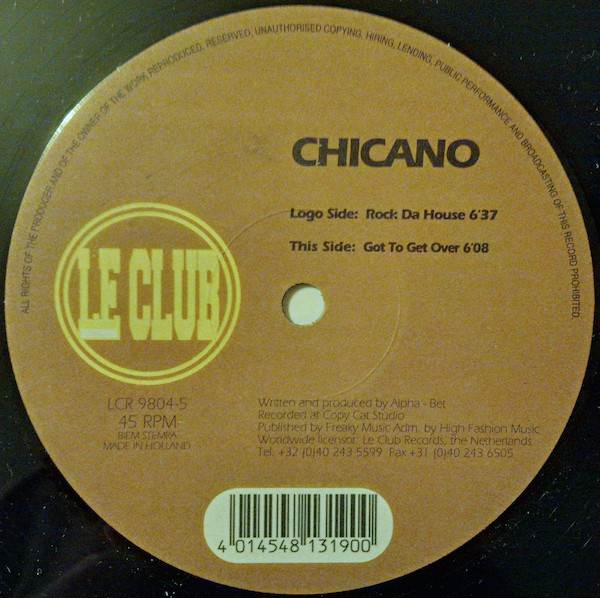 ALL RIGHTS OF THE PRODUCER AND OF THE OWNER OF THE WORK REPRODUCED, RESERVED, UNAUTHORISED COPYING, HIRING, LENDING, PUBLIC PERFORMANCE AND BROADCASTING OF THIS RECORD PROHIBITED.
CHICANO
Logo Side: Rock Da House 6'37
This Side: Got To Get Over 6'08
LE CLUB
LCR 9804-5
45 RPM
BIEM STEMRA
MADE IN HOLLAND
Written and produced by Alpha - Bet
Recorded at Copy Cat Studio
Published by Freaky Music Adm. by High Fashion Music
Worldwide licensor: Le Club Records, the Netherlands
Tel. +32 (0)40 243 5599 Fax +31 (0)40 243 6505
4 014548 131900